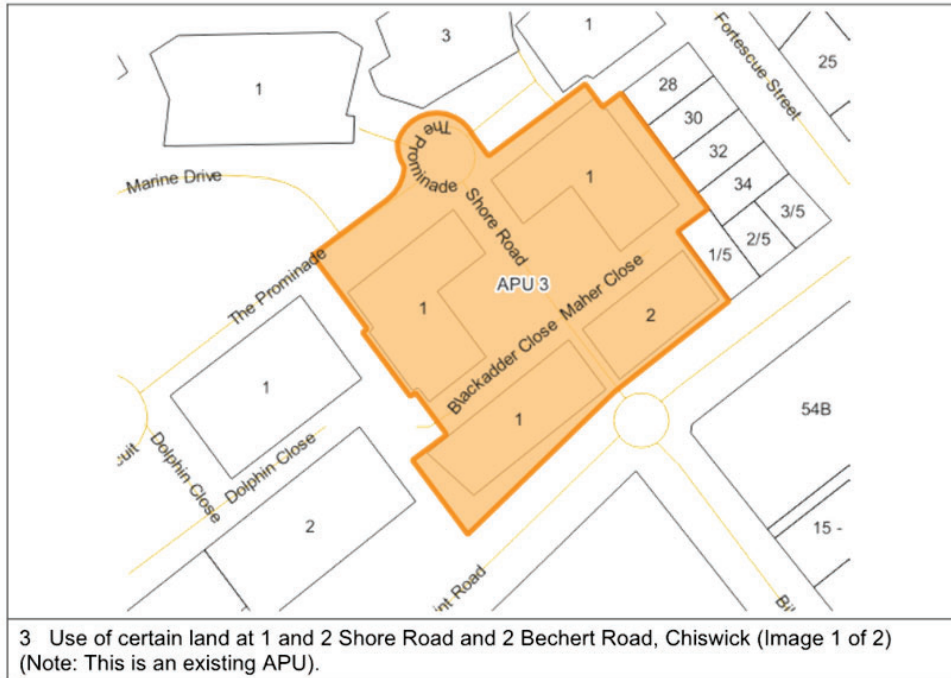 3
1
25
Fortescue Street
28
1
30
The
Prominade
32
Marine Drive
1
34
3/5
Shore Road
2/5
1/5
The Prominade
APU 3
Maher Close
1
2
Blackadder Close
1
1
54B
Dolphin Close
Dolphin Close
2
15 -
3 Use of certain land at 1 and 2 Shore Road and 2 Bechert Road, Chiswick (Image 1 of 2)
(Note: This is an existing APU).